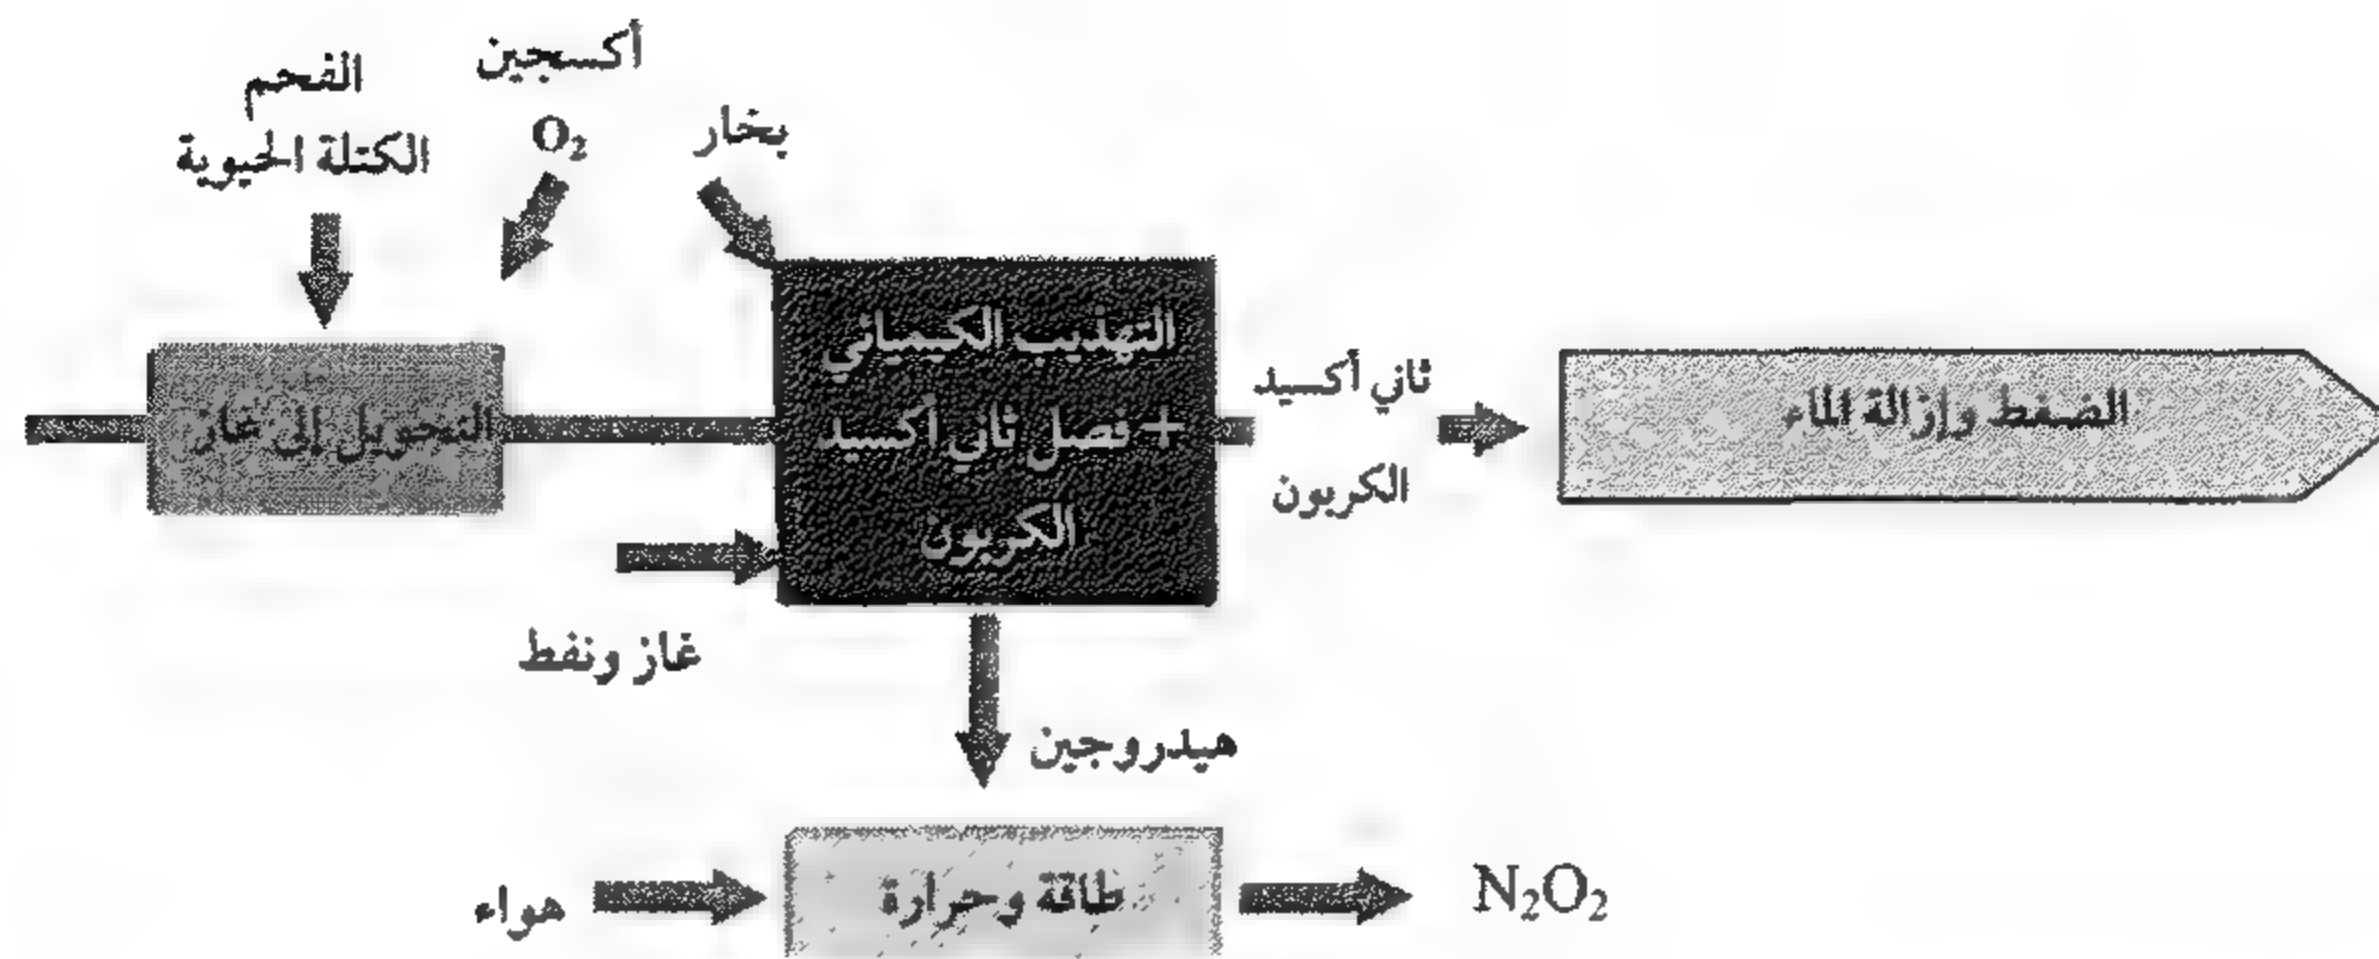 الفحم
الكتلة الحيوية
أكسجين
O₂
بخار
التحويل إلى غاز
التهذيب الكيميائي
+ فصل ثاني أكسيد
الكربون
ثاني أكسيد
الكربون
الضغط وإزالة الماء
غاز ونفط
هيدروجين
هواء
طاقة وحرارة
N₂O₂